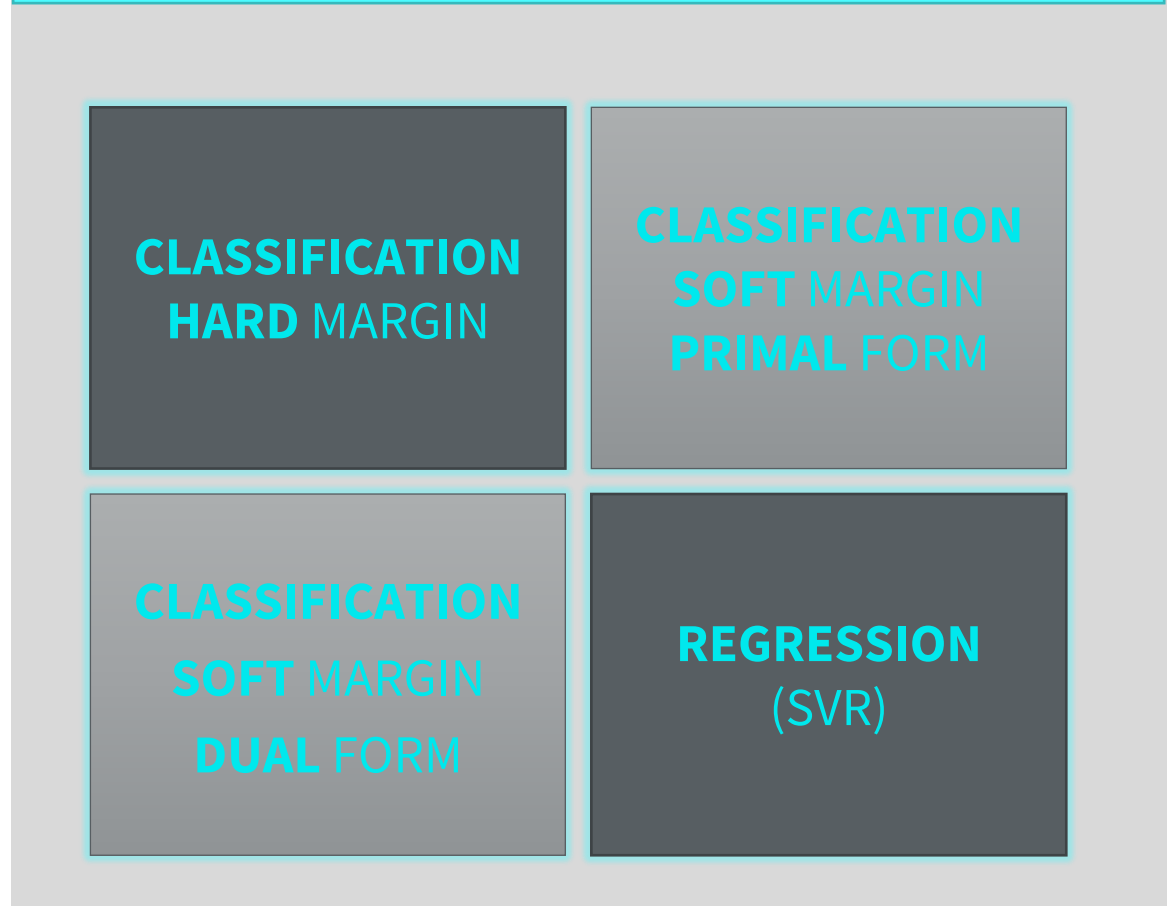 CLASSIFICATION
HARD MARGIN
CLASSIFICATION
SOFT MARGIN
PRIMAL FORM
CLASSIFICATION
SOFT MARGIN
DUAL FORM
REGRESSION
(SVR)